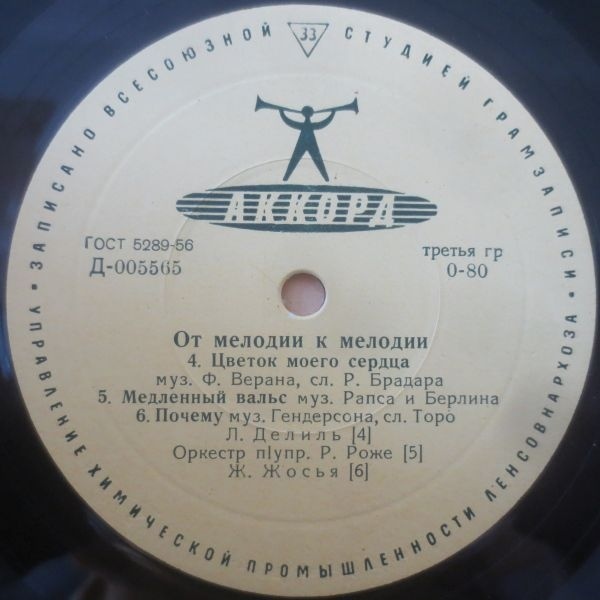 ЗАПИСАНО ВСЕСОЮЗНОЙ СТУДИЕЙ ГРАМЗАПИСИ
33
АККОРД
ГОСТ 5289-56
Д-005565
третья гр
0-80
От мелодии к мелодии
4. Цветок моего сердца
муз. Ф. Верана, сл. Р. Брадара
5. Медленный вальс муз. Рапса и Берлина
6. Почему муз. Гендерсона, сл. Торо
Л. Делиль [4]
Оркестр п/упр. Р. Роже [5]
Ж. Жосья [6]
УПРАВЛЕНИЕ ХИМИЧЕСКОЙ ПРОМЫШЛЕННОСТИ ЛЕНСОВНАРХОЗА